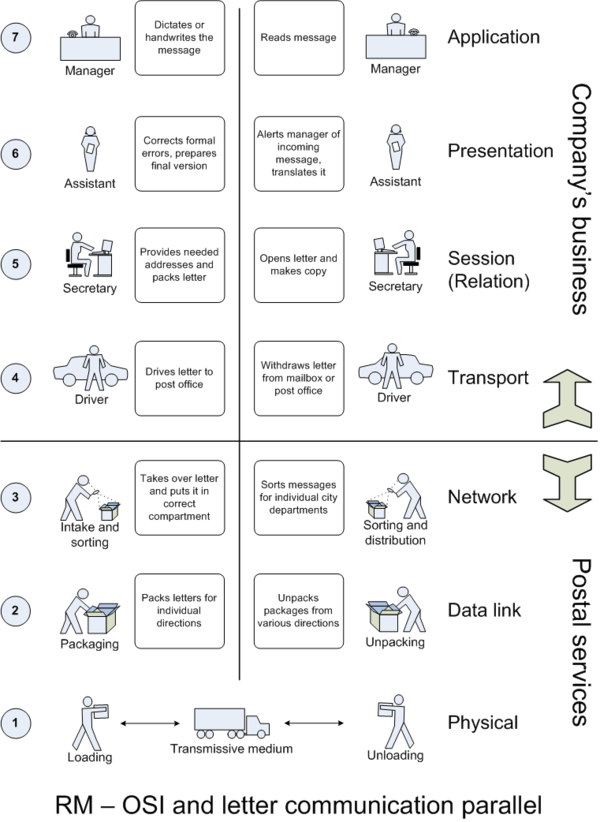 7
Manager
Dictates or
handwrites the
message
Reads message
Manager
Application
6
Assistant
Corrects formal
errors, prepares
final version
Alerts manager of
incoming
message,
translates it
Assistant
Presentation
5
Secretary
Provides needed
addresses and
packs letter
Opens letter and
makes copy
Secretary
Session
(Relation)
4
Driver
Drives letter to
post office
Withdraws letter
from mailbox or
post office
Driver
Transport
Company's business
3
Intake and
sorting
Takes over letter
and puts it in
correct
compartment
Sorts messages
for individual city
departments
Sorting and
distribution
Network
2
Packaging
Packs letters for
individual
directions
Unpacks
packages from
various directions
Unpacking
Data link
1
Loading
Transmissive medium
Unloading
Physical
Postal services
RM – OSI and letter communication parallel